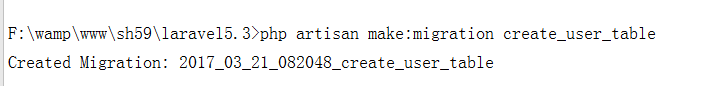 F:\wamp\www\sh59\laravel5.3>php artisan make:migration create_user_table
Created Migration: 2017_03_21_082048_create_user_table